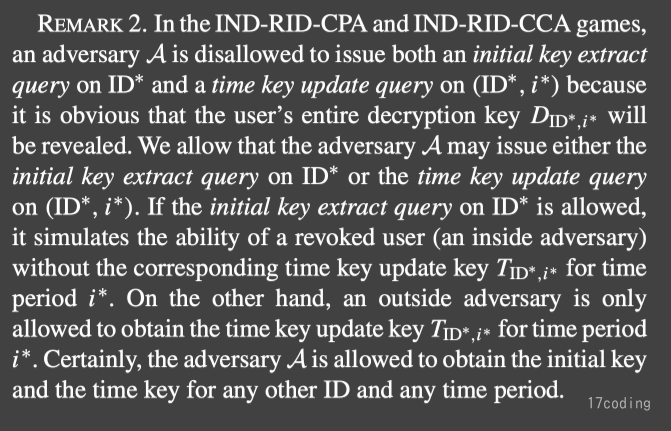 REMARK 2. In the IND-RID-CPA and IND-RID-CCA games,
an adversary 𝒜 is disallowed to issue both an initial key extract
query on ID* and a time key update query on (ID*, i*) because
it is obvious that the user's entire decryption key D_{ID*,i*} will
be revealed. We allow that the adversary 𝒜 may issue either the
initial key extract query on ID* or the time key update query
on (ID*, i*). If the initial key extract query on ID* is allowed,
it simulates the ability of a revoked user (an inside adversary)
without the corresponding time key update key T_{ID*,i*} for time
period i*. On the other hand, an outside adversary is only
allowed to obtain the time key update key T_{ID*,i*} for time period
i*. Certainly, the adversary 𝒜 is allowed to obtain the initial key
and the time key for any other ID and any time period.
17coding